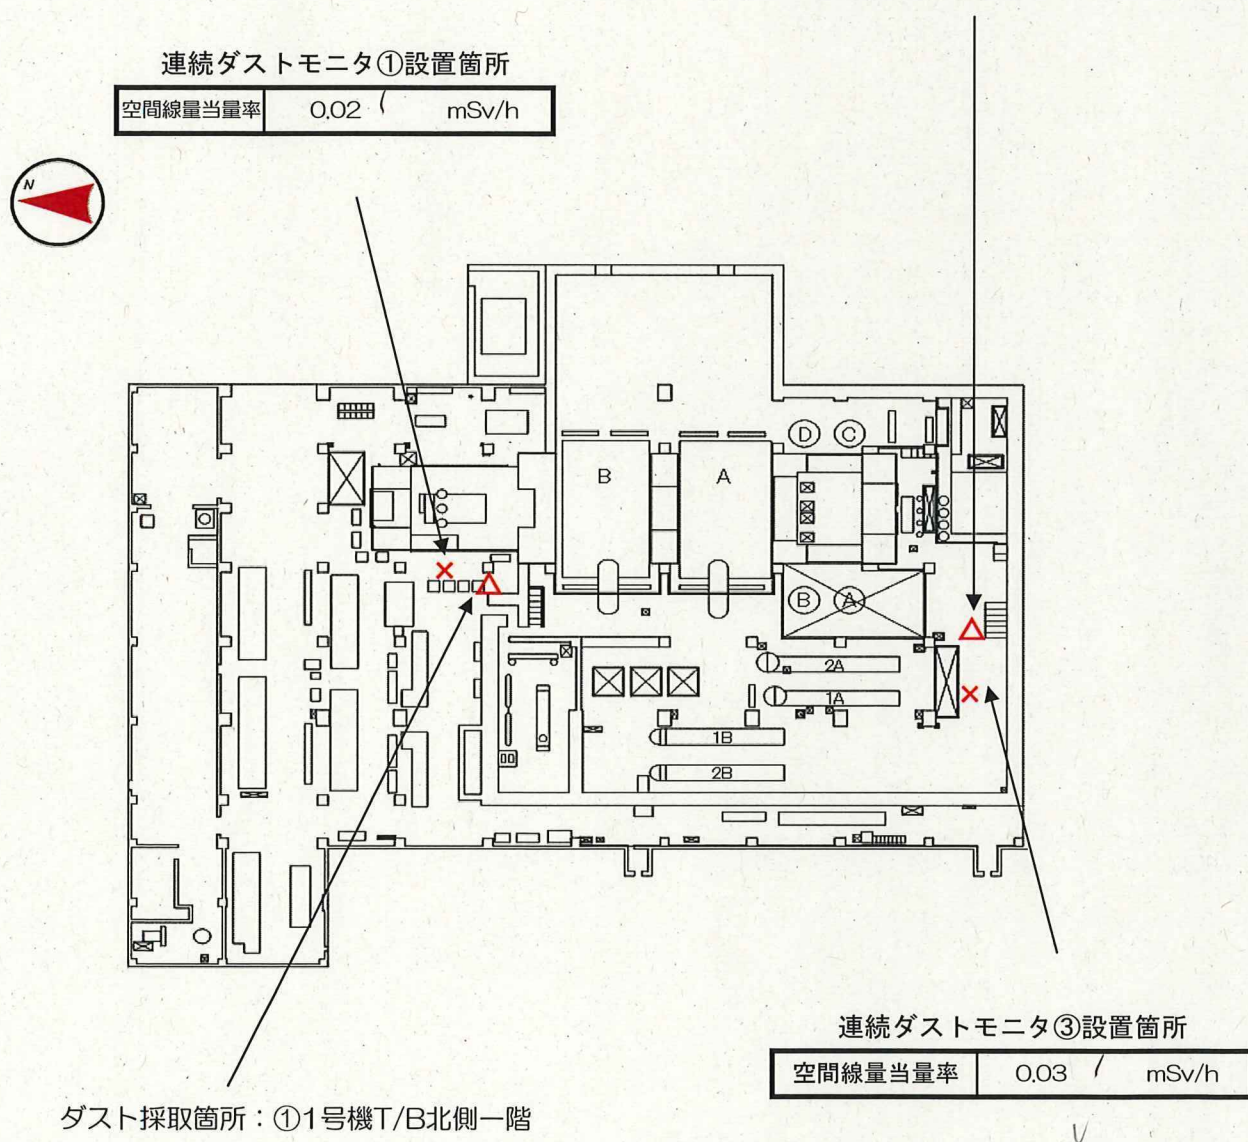 連続ダストモニタ①設置箇所
空間線量当量率 0.02 mSv/h
N
D C
B A
B A
2A
1A
1B
2B
連続ダストモニタ③設置箇所
空間線量当量率 0.03 mSv/h
ダスト採取箇所：①1号機T/B北側一階